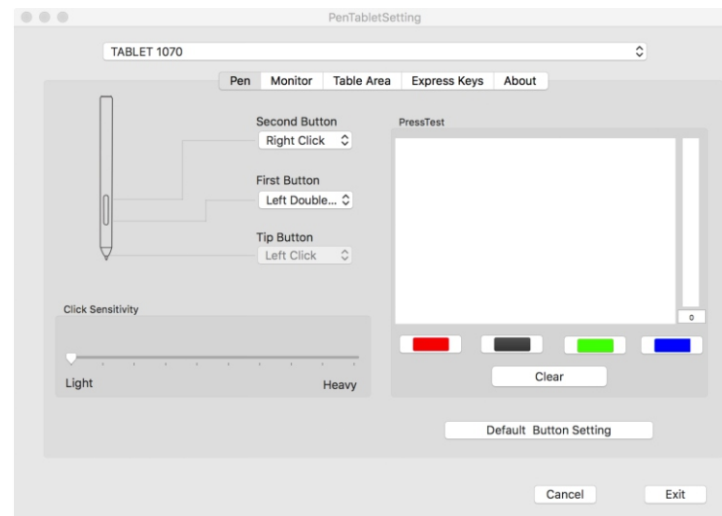 PenTabletSetting
TABLET 1070
Pen Monitor Table Area Express Keys About
Second Button
Right Click
First Button
Left Double...
Tip Button
Left Click
PressTest
0
Clear
Click Sensitivity
Light Heavy
Default Button Setting
Cancel Exit